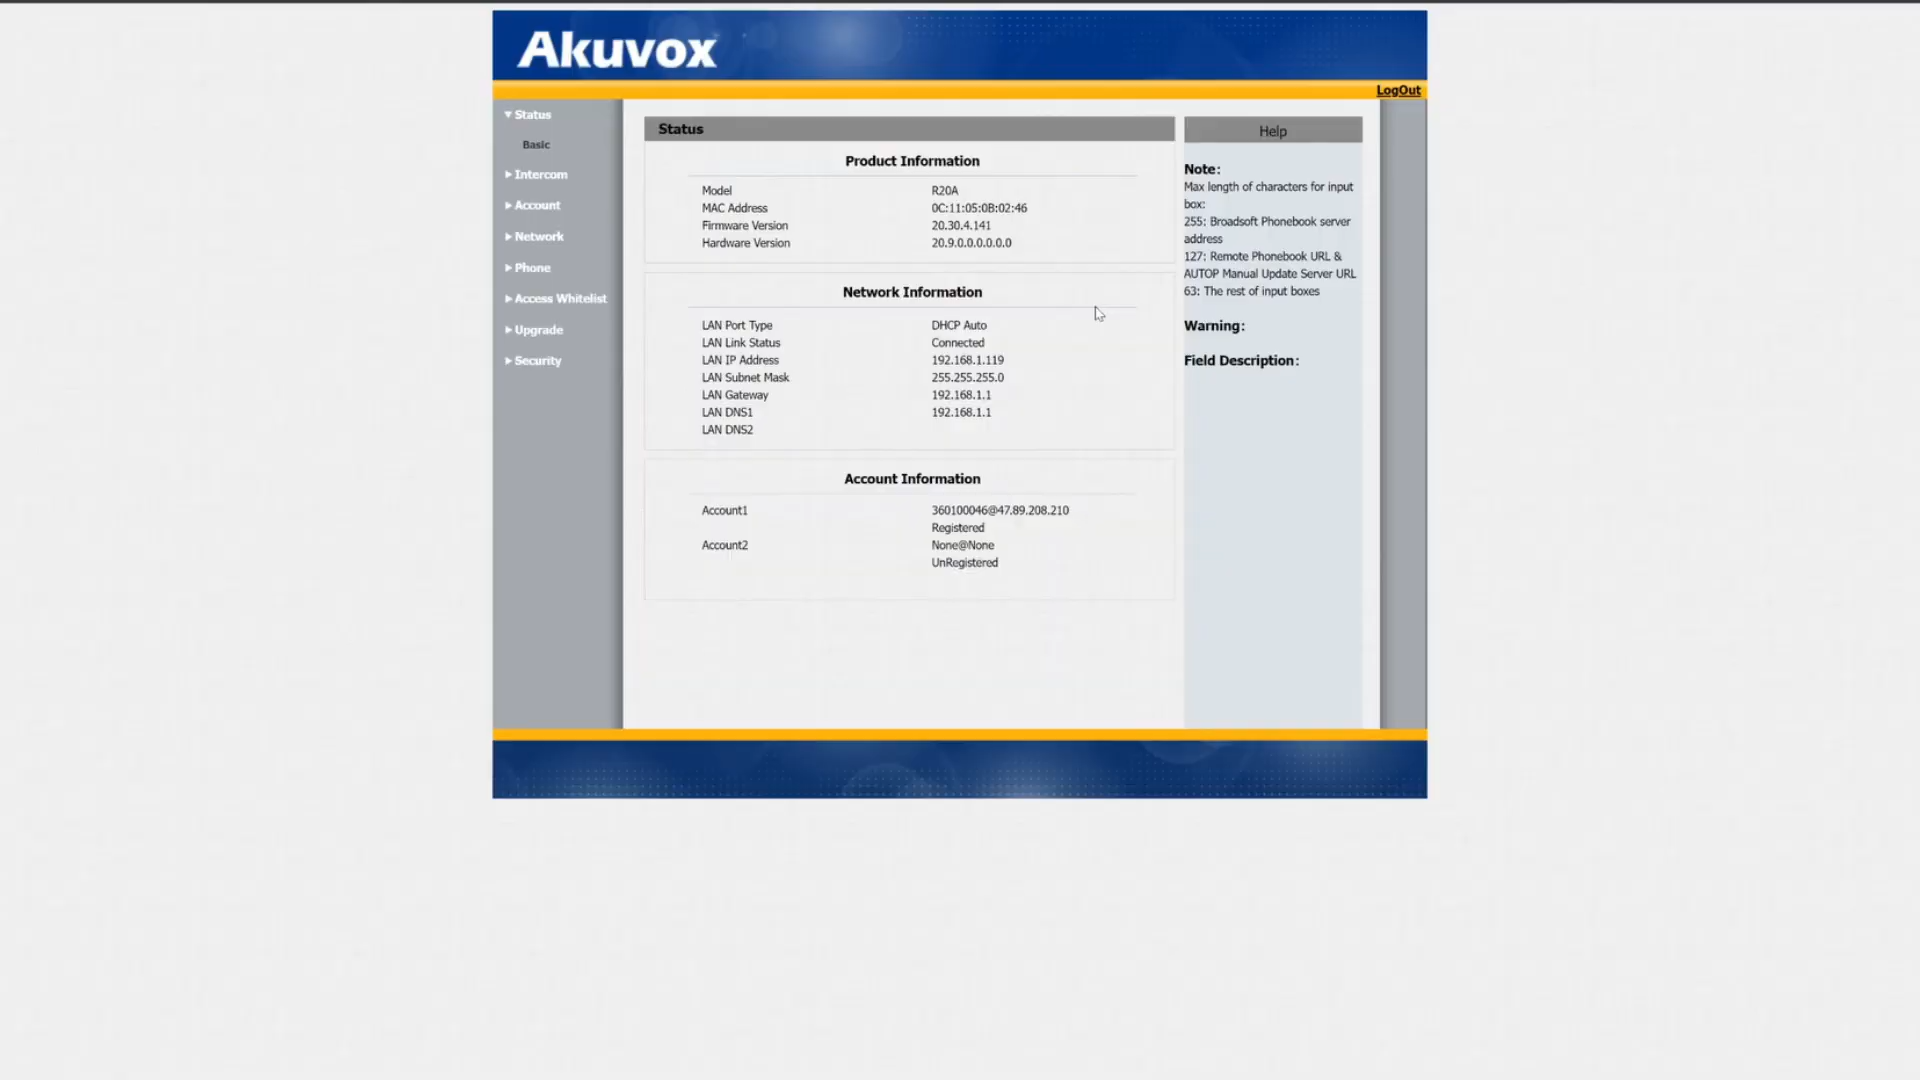 Akuvox
LogOut
Status
Basic
Intercom
Account
Network
Phone
Access Whitelist
Upgrade
Security
Status
Product Information
Model R20A
MAC Address 0C:11:05:0B:02:46
Firmware Version 20.30.4.141
Hardware Version 20.9.0.0.0.0.0.0
Network Information
LAN Port Type DHCP Auto
LAN Link Status Connected
LAN IP Address 192.168.1.119
LAN Subnet Mask 255.255.255.0
LAN Gateway 192.168.1.1
LAN DNS1 192.168.1.1
LAN DNS2
Account Information
Account1 360100046@47.89.208.210
Registered
Account2 None@None
UnRegistered
Help
Note:
Max length of characters for input
box:
255: Broadsoft Phonebook server
address
127: Remote Phonebook URL &
AUTOP Manual Update Server URL
63: The rest of input boxes
Warning:
Field Description: